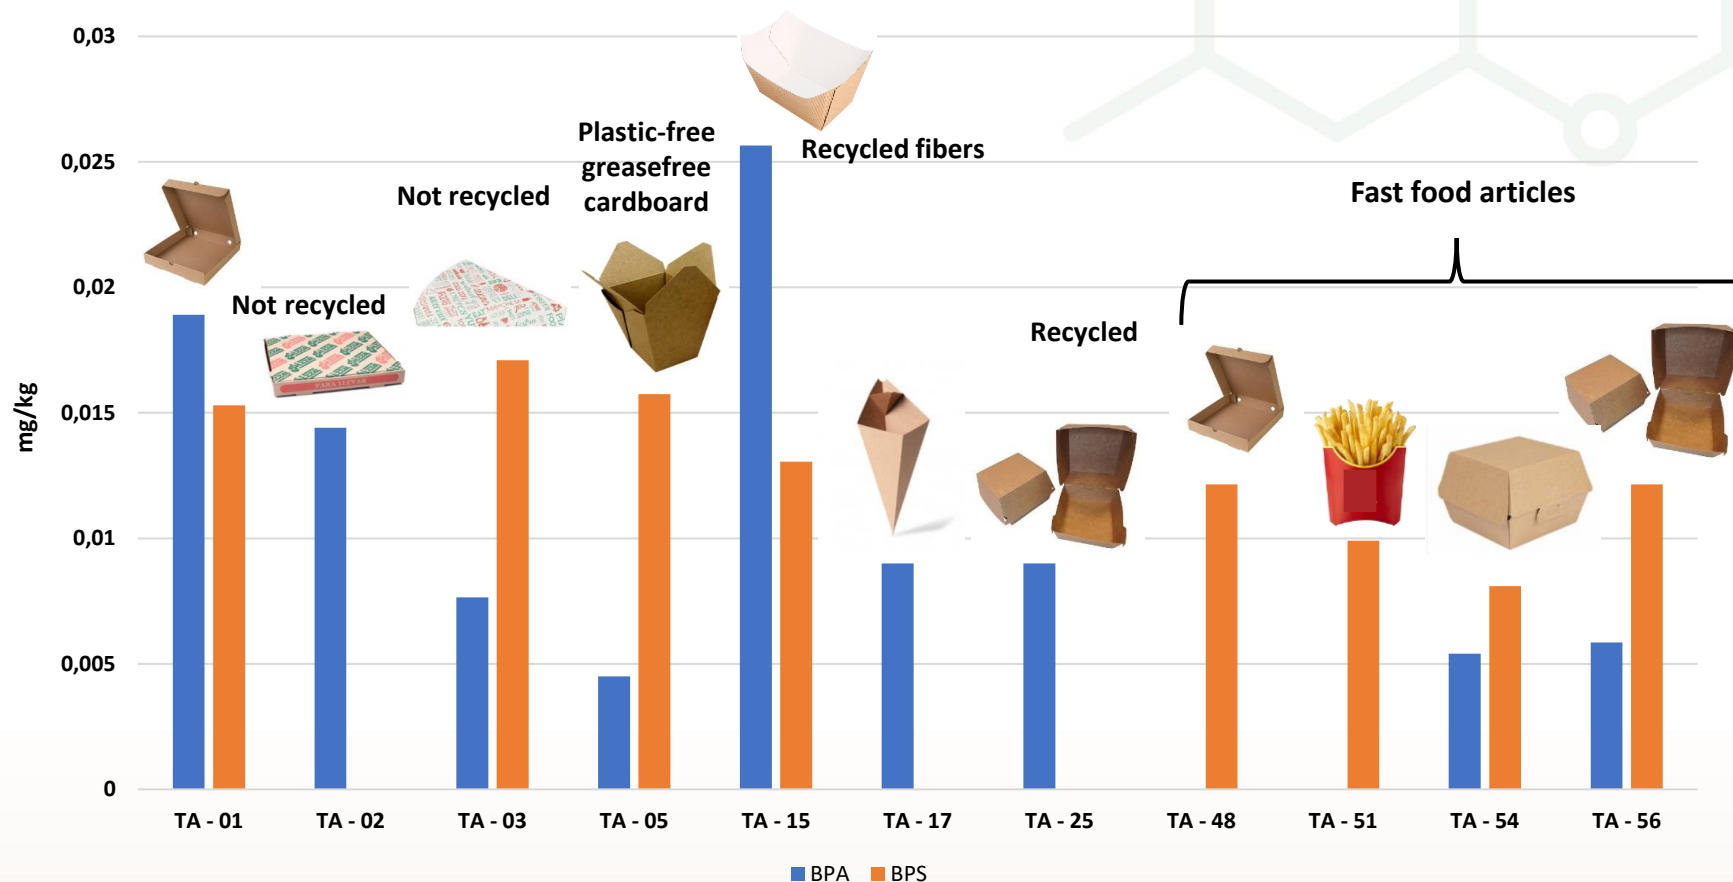 0,03
0,025
0,02
0,015
0,01
0,005
0
mg/kg
Not recycled
Not recycled
Plastic-free
greasefree
cardboard
Recycled fibers
Recycled
Fast food articles
PARA LLEVAR
TA - 01
TA - 02
TA - 03
TA - 05
TA - 15
TA - 17
TA - 25
TA - 48
TA - 51
TA - 54
TA - 56
BPA
BPS